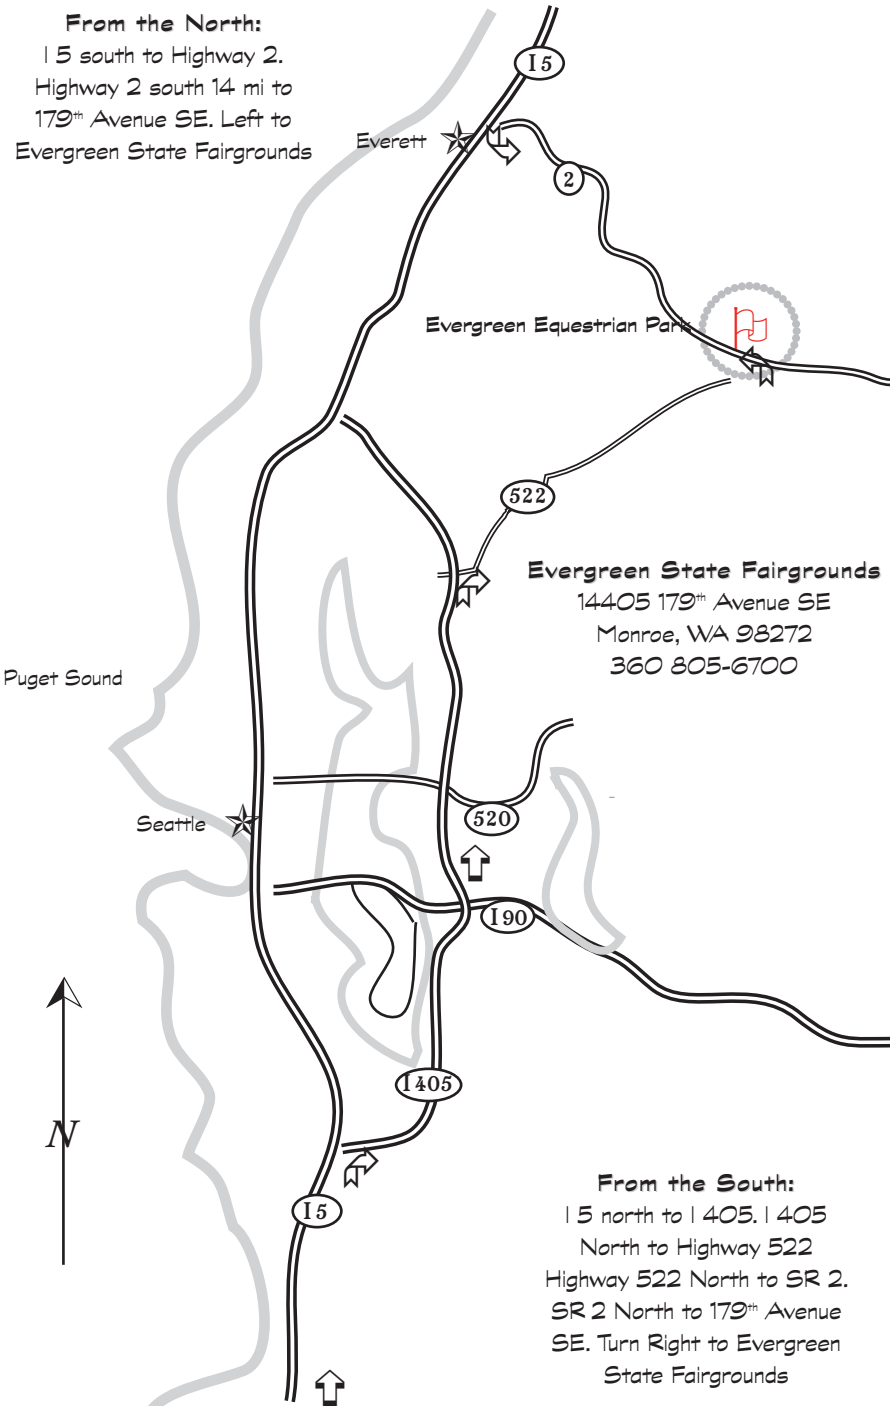 From the North:
I 5 south to Highway 2.
Highway 2 south 14 mi to
179th Avenue SE. Left to
Evergreen State Fairgrounds
I 5
Everett
2
Evergreen Equestrian Park
522
Evergreen State Fairgrounds
14405 179th Avenue SE
Monroe, WA 98272
360 805-6700
Puget Sound
520
Seattle
I 90
I 405
N
I 5
From the South:
I 5 north to I 405. I 405
North to Highway 522
Highway 522 North to SR 2.
SR 2 North to 179th Avenue
SE. Turn Right to Evergreen
State Fairgrounds